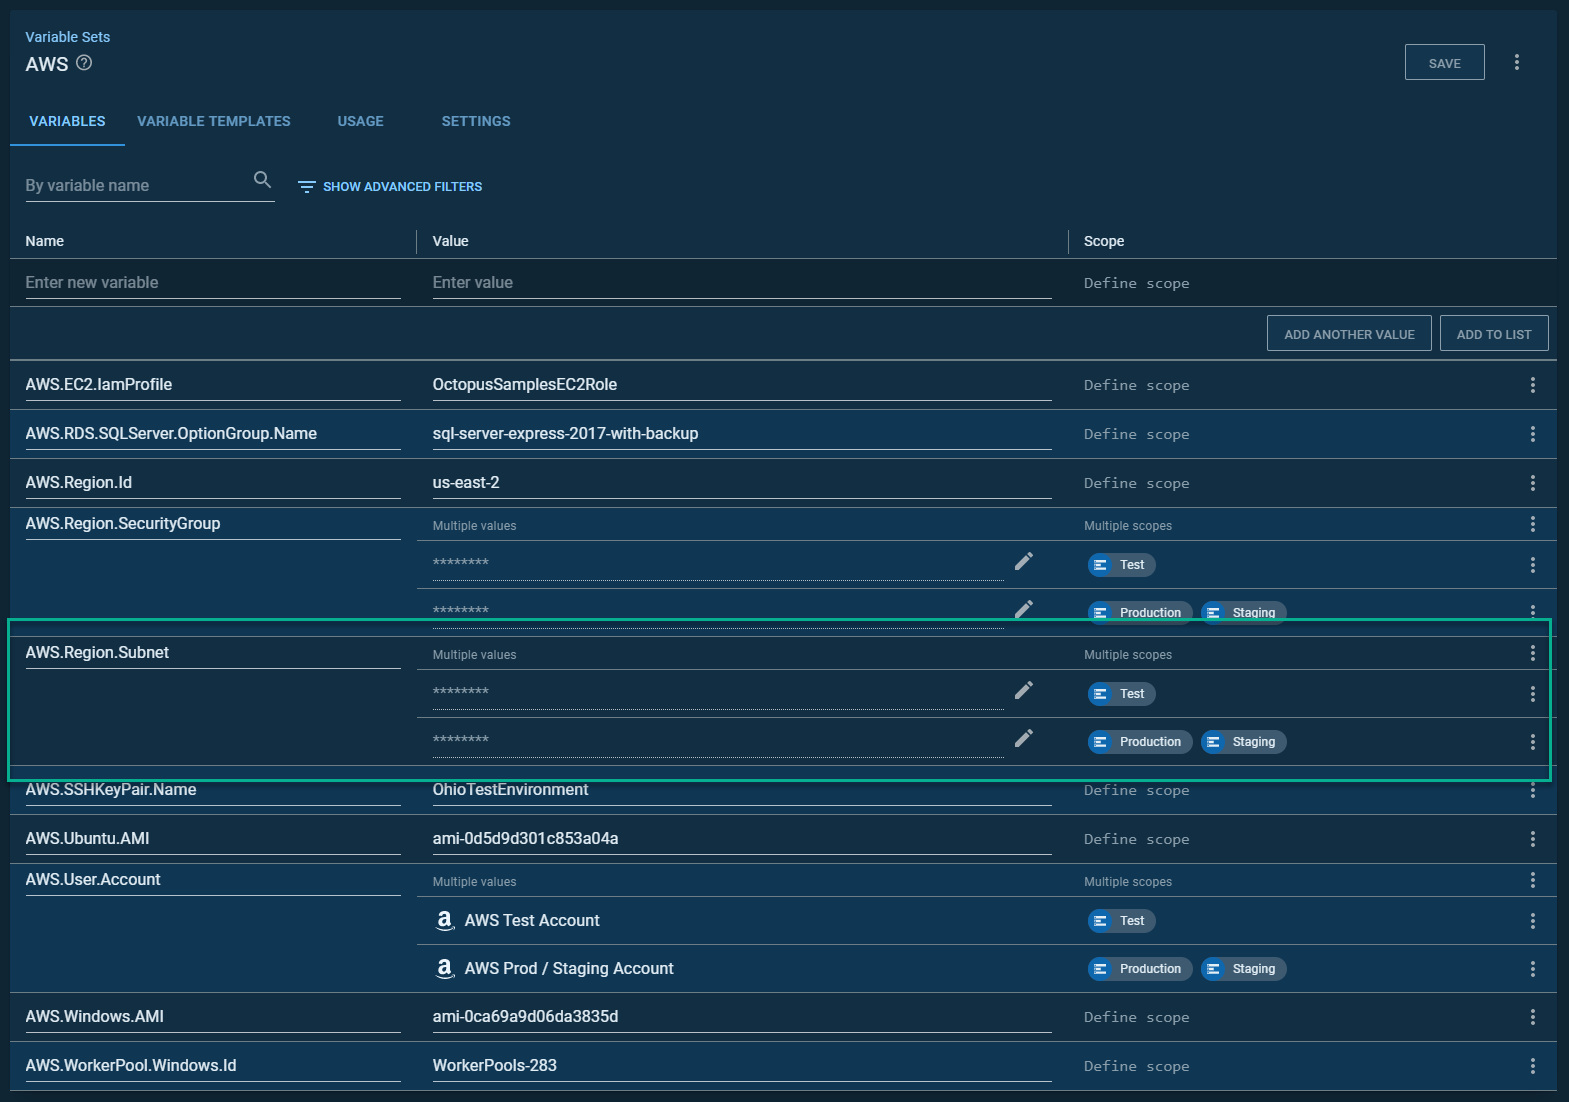 Variable Sets
AWS
SAVE
VARIABLES VARIABLE TEMPLATES USAGE SETTINGS
By variable name SHOW ADVANCED FILTERS
Name Value Scope
Enter new variable Enter value Define scope
ADD ANOTHER VALUE ADD TO LIST
AWS.EC2.IamProfile OctopusSamplesEC2Role Define scope
AWS.RDS.SQLServer.OptionGroup.Name sql-server-express-2017-with-backup Define scope
AWS.Region.Id us-east-2 Define scope
AWS.Region.SecurityGroup Multiple values Multiple scopes
******** Test
******** Production Staging
AWS.Region.Subnet Multiple values Multiple scopes
******** Test
******** Production Staging
AWS.SSHKeyPair.Name OhioTestEnvironment Define scope
AWS.Ubuntu.AMI ami-0d5d9d301c853a04a Define scope
AWS.User.Account Multiple values Multiple scopes
AWS Test Account Test
AWS Prod / Staging Account Production Staging
AWS.Windows.AMI ami-0ca69a9d06da3835d Define scope
AWS.WorkerPool.Windows.Id WorkerPools-283 Define scope